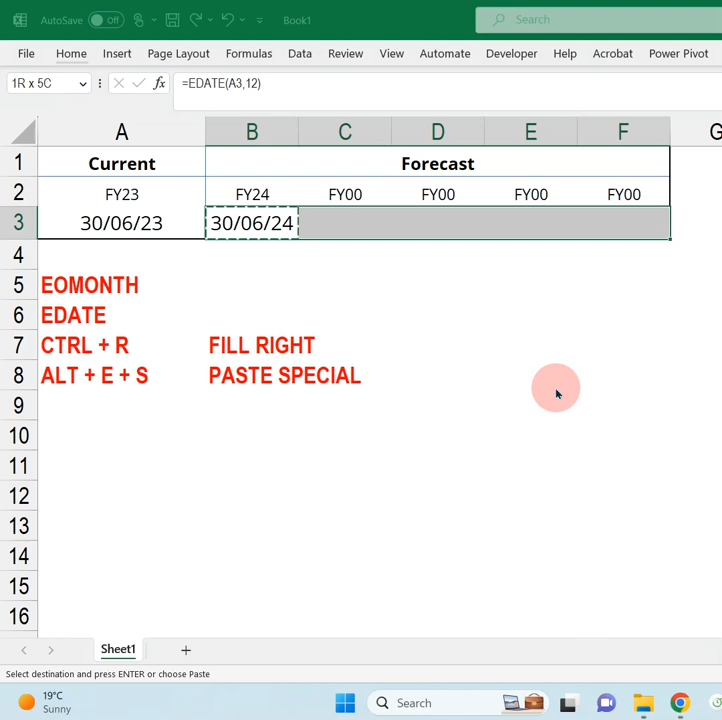 AutoSave Off Book1 Search
File Home Insert Page Layout Formulas Data Review View Automate Developer Help Acrobat Power Pivot
1R x 5C fx =EDATE(A3,12)
A B C D E F G
1 Current Forecast
2 FY23 FY24 FY00 FY00 FY00 FY00
3 30/06/23 30/06/24
4
5 EOMONTH
6 EDATE
7 CTRL + R FILL RIGHT
8 ALT + E + S PASTE SPECIAL
9
10
11
12
13
14
15
16
Sheet1
Select destination and press ENTER or choose Paste
19°C
Sunny
Search